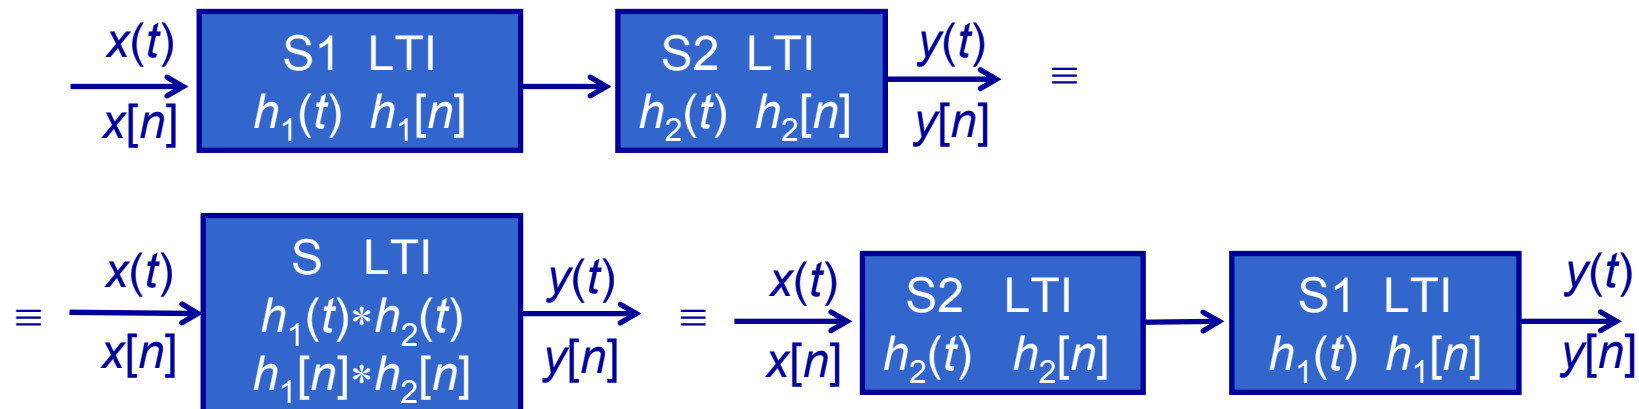 x(t) S1 LTI S2 LTI y(t) ≡
x[n] h₁(t) h₁[n] h₂(t) h₂[n] y[n]
≡ x(t) S LTI y(t) ≡ x(t) S2 LTI S1 LTI y(t)
x[n] h₁(t)*h₂(t) y[n] x[n] h₂(t) h₂[n] h₁(t) h₁[n] y[n]
h₁[n]*h₂[n]